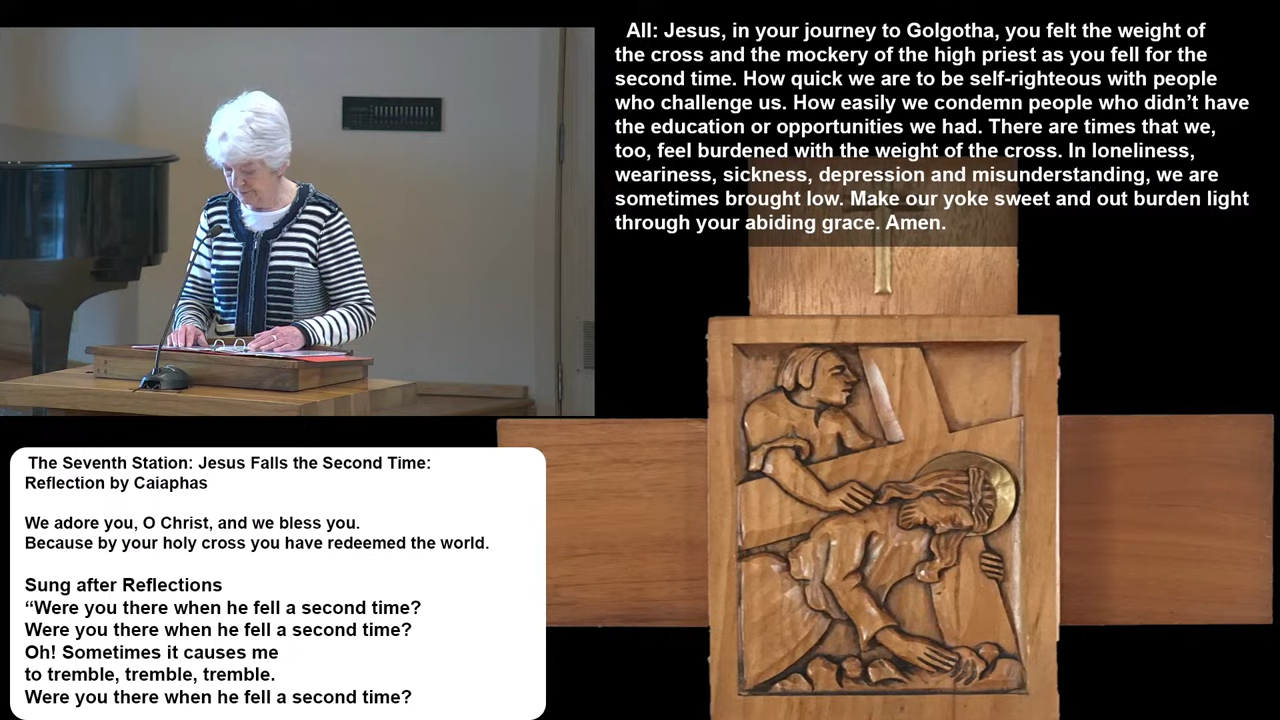 All: Jesus, in your journey to Golgotha, you felt the weight of
the cross and the mockery of the high priest as you fell for the
second time. How quick we are to be self-righteous with people
who challenge us. How easily we condemn people who didn’t have
the education or opportunities we had. There are times that we,
too, feel burdened with the weight of the cross. In loneliness,
weariness, sickness, depression and misunderstanding, we are
sometimes brought low. Make our yoke sweet and out burden light
through your abiding grace. Amen.
The Seventh Station: Jesus Falls the Second Time:
Reflection by Caiaphas
We adore you, O Christ, and we bless you.
Because by your holy cross you have redeemed the world.
Sung after Reflections
“Were you there when he fell a second time?
Were you there when he fell a second time?
Oh! Sometimes it causes me
to tremble, tremble, tremble.
Were you there when he fell a second time?